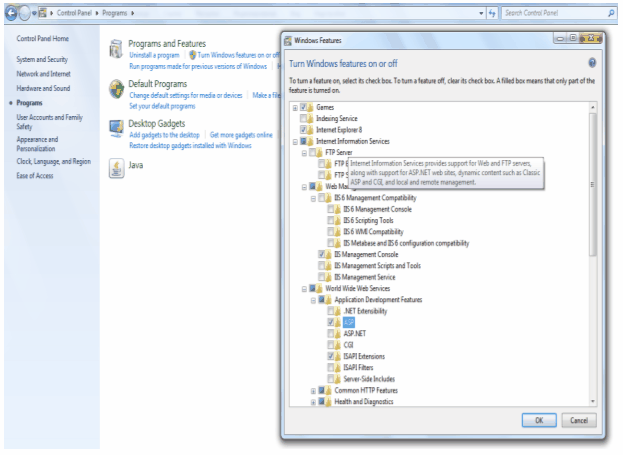 Control Panel Programs
Search Control Panel
Control Panel Home
System and Security
Network and Internet
Hardware and Sound
Programs
User Accounts and Family
Safety
Appearance and
Personalization
Clock, Language, and Region
Ease of Access
Programs and Features
Uninstall a program Turn Windows features on or off
Run programs made for previous versions of Windows
Default Programs
Change default settings for media or devices Make a file
Set your default programs
Desktop Gadgets
Add gadgets to the desktop Get more gadgets online
Restore desktop gadgets installed with Windows
Java
Windows Features
Turn Windows features on or off
To turn a feature on, select its check box. To turn a feature off, clear its check box. A filled box means that only part of the
feature is turned on.
Games
Indexing Service
Internet Explorer 8
Internet Information Services
FTP Server
FTP E
FTP S
Internet Information Services provides support for Web and FTP servers,
along with support for ASP.NET web sites, dynamic content such as Classic
ASP and CGI, and local and remote management.
Web Mana
IIS 6 Management Compatibility
IIS 6 Management Console
IIS 6 Scripting Tools
IIS 6 WMI Compatibility
IIS Metabase and IIS 6 configuration compatibility
IIS Management Console
IIS Management Scripts and Tools
IIS Management Service
World Wide Web Services
Application Development Features
.NET Extensibility
ASP
ASP.NET
CGI
ISAPI Extensions
ISAPI Filters
Server-Side Includes
Common HTTP Features
Health and Diagnostics
OK Cancel